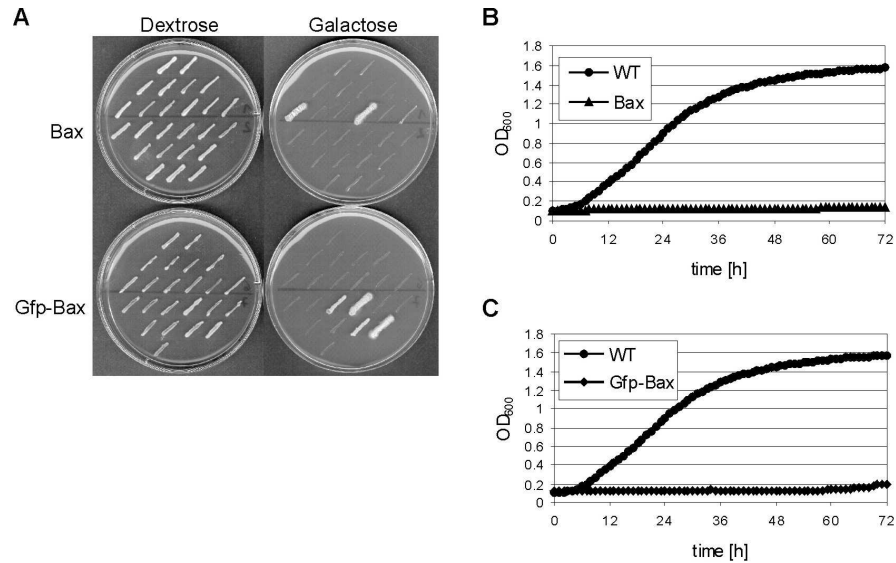 A
Dextrose
Galactose
Bax
Gfp-Bax
B
1.8
1.6
1.4
1.2
1
0.8
0.6
0.4
0.2
0
OD600
WT
Bax
0 12 24 36 48 60 72
time [h]
C
1.8
1.6
1.4
1.2
1
0.8
0.6
0.4
0.2
0
OD600
WT
Gfp-Bax
0 12 24 36 48 60 72
time [h]